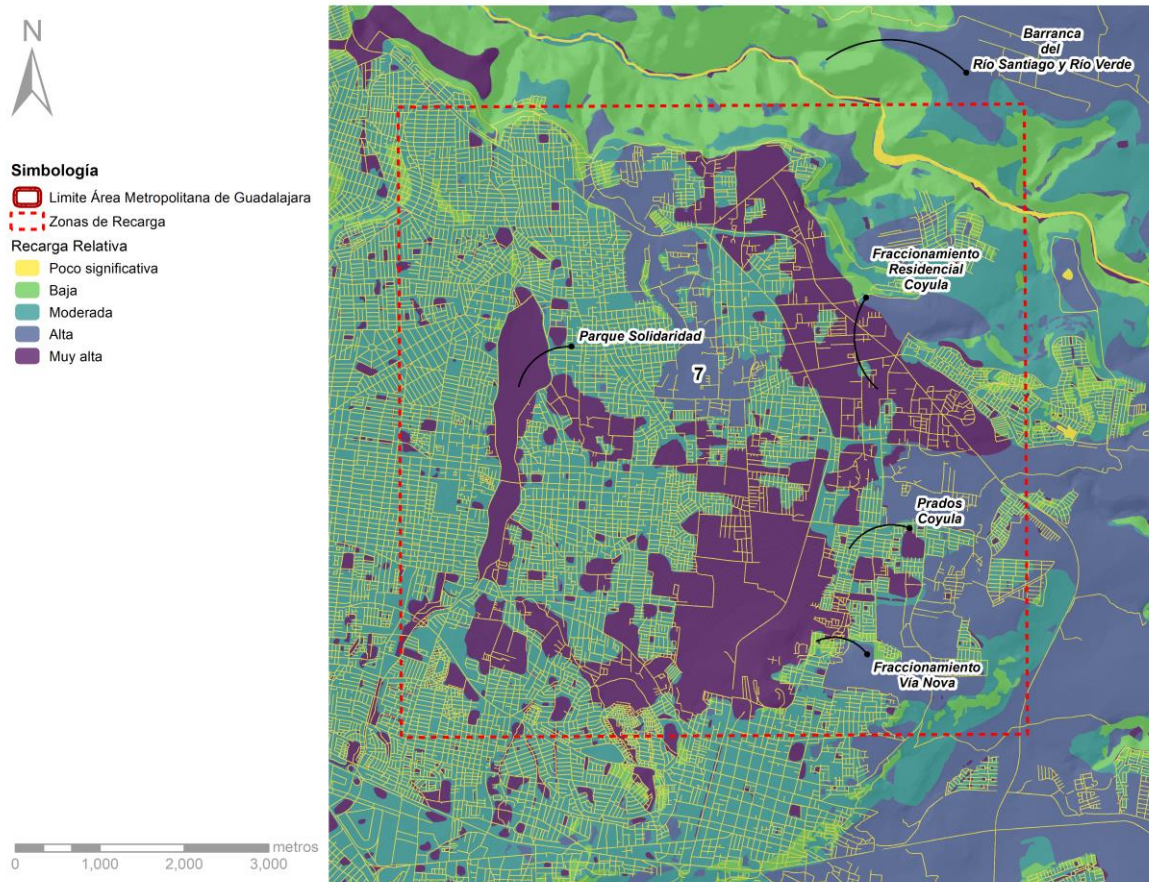 N
Simbología
Limite Área Metropolitana de Guadalajara
Zonas de Recarga
Recarga Relativa
Poco significativa
Baja
Moderada
Alta
Muy alta
0 1,000 2,000 3,000 metros
Barranca
del
Río Santiago y Río Verde
Fraccionamiento
Residencial
Coyula
Parque Solidaridad
7
Prados
Coyula
Fraccionamiento
Vía Nova